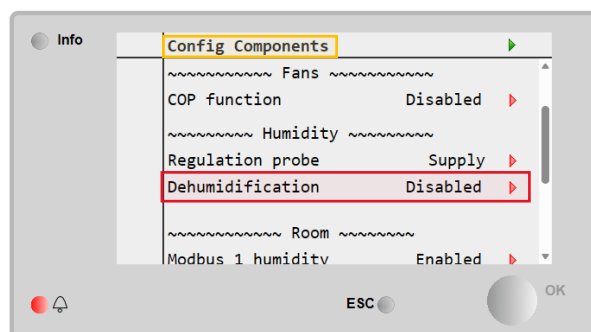 Info
Config Components
~~~~~~~~~~~ Fans ~~~~~~~~~~~
COP function Disabled
~~~~~~~~~ Humidity ~~~~~~~~~
Regulation probe Supply
Dehumidification Disabled
~~~~~~~~~~~~ Room ~~~~~~~~
Modbus 1 humidity Enabled
ESC
OK